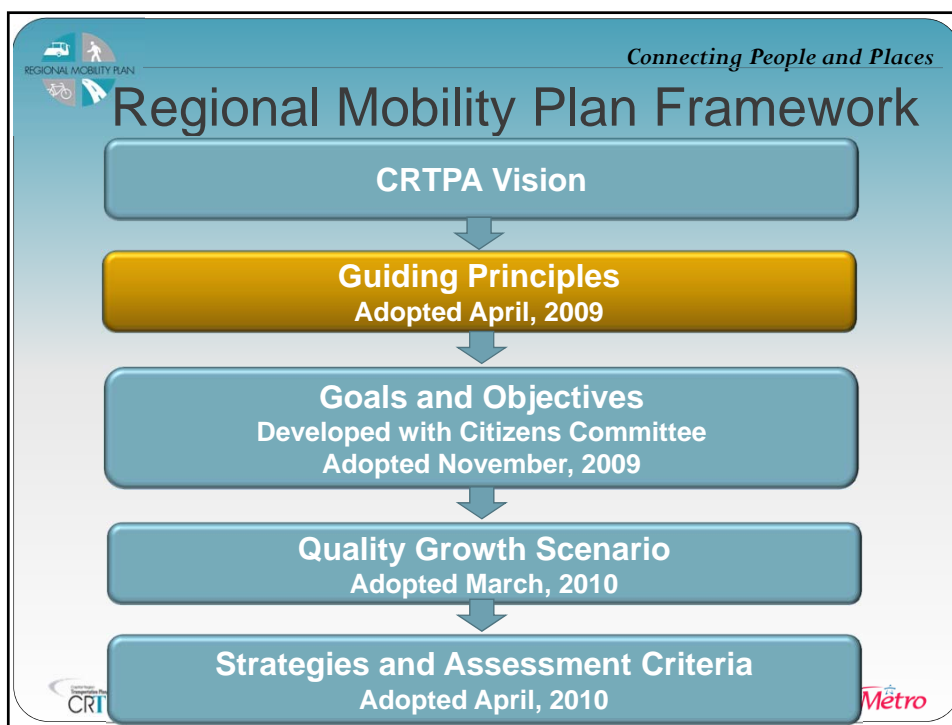 Connecting People and Places
REGIONAL MOBILITY PLAN
Regional Mobility Plan Framework
CRTPA Vision
Guiding Principles
Adopted April, 2009
Goals and Objectives
Developed with Citizens Committee
Adopted November, 2009
Quality Growth Scenario
Adopted March, 2010
Strategies and Assessment Criteria
Adopted April, 2010
CRT
Metro